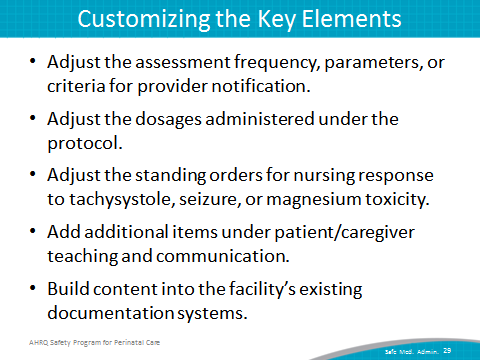 Customizing the Key Elements
• Adjust the assessment frequency, parameters, or
criteria for provider notification.
• Adjust the dosages administered under the
protocol.
• Adjust the standing orders for nursing response
to tachysystole, seizure, or magnesium toxicity.
• Add additional items under patient/caregiver
teaching and communication.
• Build content into the facility’s existing
documentation systems.
AHRQ Safety Program for Perinatal Care
Safe Med. Admin. 29